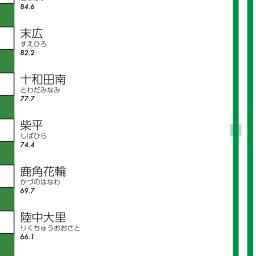 84.6
末広
すえひろ
82.2
十和田南
とわだみなみ
77.7
柴平
しばひら
74.4
鹿角花輪
かづのはなわ
69.7
陸中大里
りくちゅうおおさと
66.1